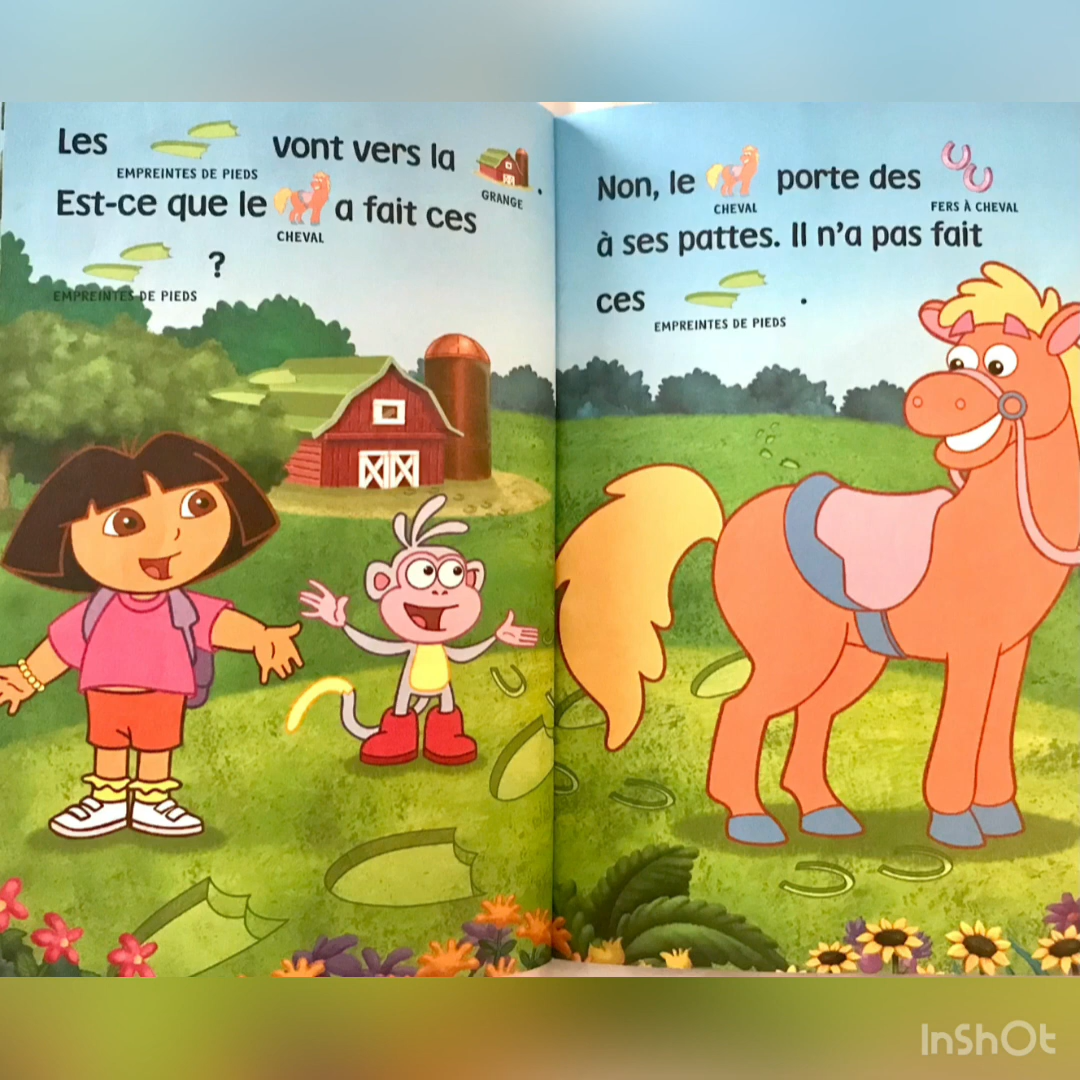 Les vont vers la .
EMPREINTES DE PIEDS GRANGE
Est-ce que le a fait ces
CHEVAL
?
EMPREINTES DE PIEDS
Non, le porte des
CHEVAL FERS À CHEVAL
à ses pattes. Il n'a pas fait
ces .
EMPREINTES DE PIEDS
InShOt